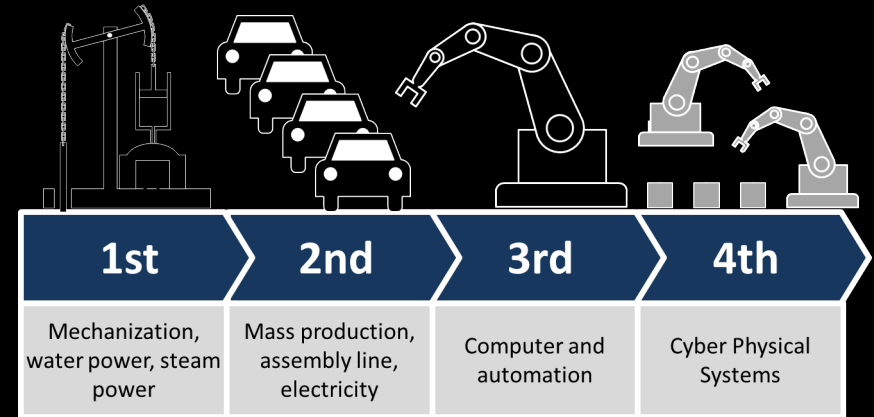 1st
2nd
3rd
4th
Mechanization,
water power, steam
power
Mass production,
assembly line,
electricity
Computer and
automation
Cyber Physical
Systems